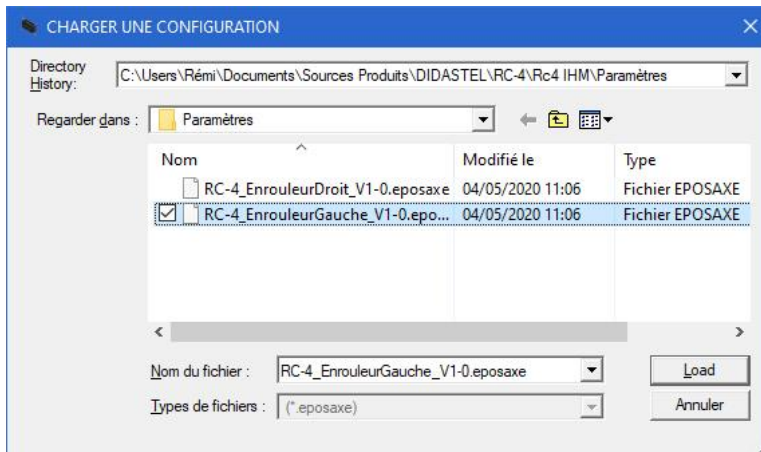 CHARGER UNE CONFIGURATION
Directory History: C:\Users\Rémi\Documents\Sources Produits\DIDASTEL\RC-4\Rc4 IHM\Paramètres
Regarder dans : Paramètres
Nom Modifié le Type
RC-4_EnrouleurDroit_V1-0.eposaxe 04/05/2020 11:06 Fichier EPOSAXE
RC-4_EnrouleurGauche_V1-0.epo... 04/05/2020 11:06 Fichier EPOSAXE
Nom du fichier : RC-4_EnrouleurGauche_V1-0.eposaxe Load
Types de fichiers : (*.eposaxe) Annuler